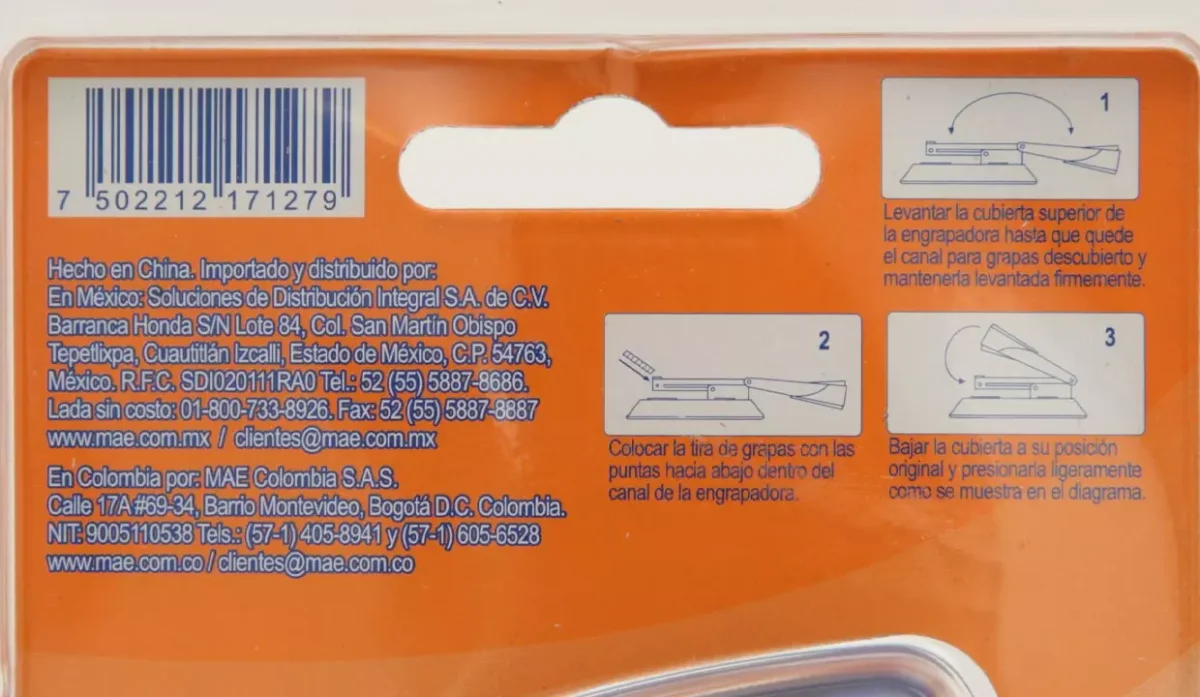 7 502212 171279
Hecho en China. Importado y distribuido por:
En México: Soluciones de Distribución Integral S.A. de C.V.
Barranca Honda S/N Lote 84, Col. San Martín Obispo
Tepetlixpa, Cuautitlán Izcalli, Estado de México, C.P. 54763,
México. R.F.C. SDI020111RA0 Tel.: 52 (55) 5887-8686.
Lada sin costo: 01-800-733-8926. Fax: 52 (55) 5887-8887
www.mae.com.mx / clientes@mae.com.mx
En Colombia por: MAE Colombia S.A.S.
Calle 17A #69-34, Barrio Montevideo, Bogotá D.C. Colombia.
NIT: 9005110538 Tels.: (57-1) 405-8941 y (57-1) 605-6528
www.mae.com.co / clientes@mae.com.co
1
Levantar la cubierta superior de
la engrapadora hasta que quede
el canal para grapas descubierto y
mantenerla levantada firmemente.
2
Colocar la tira de grapas con las
puntas hacia abajo dentro del
canal de la engrapadora.
3
Bajar la cubierta a su posición
original y presionarla ligeramente
como se muestra en el diagrama.